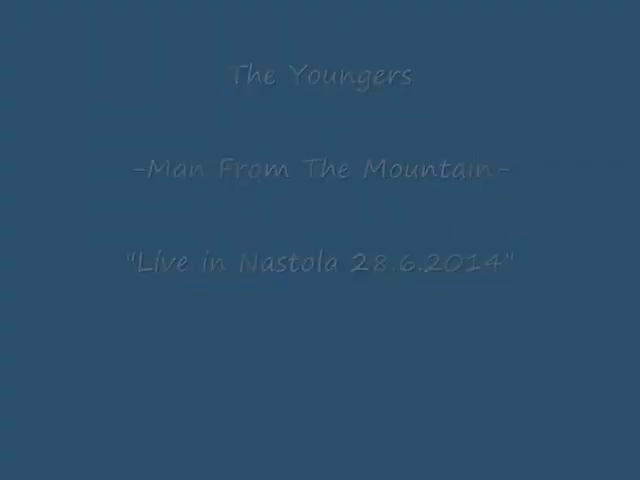 The Youngers
-Man From The Mountain-
"Live in Nastola 28.6.2014"